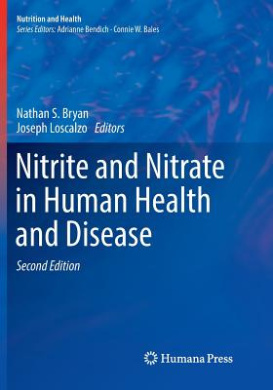 Nutrition and Health
Series Editors: Adrianne Bendich · Connie W. Bales
Nathan S. Bryan
Joseph Loscalzo Editors
Nitrite and Nitrate
in Human Health
and Disease
Second Edition
Humana Press